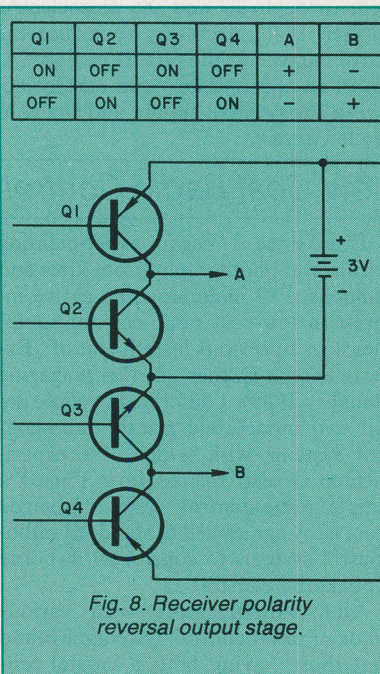 Q1 Q2 Q3 Q4 A B
ON OFF ON OFF + -
OFF ON OFF ON - +
Q1
A
+
3V
-
Q2
Q3
B
Q4
Fig. 8. Receiver polarity
reversal output stage.